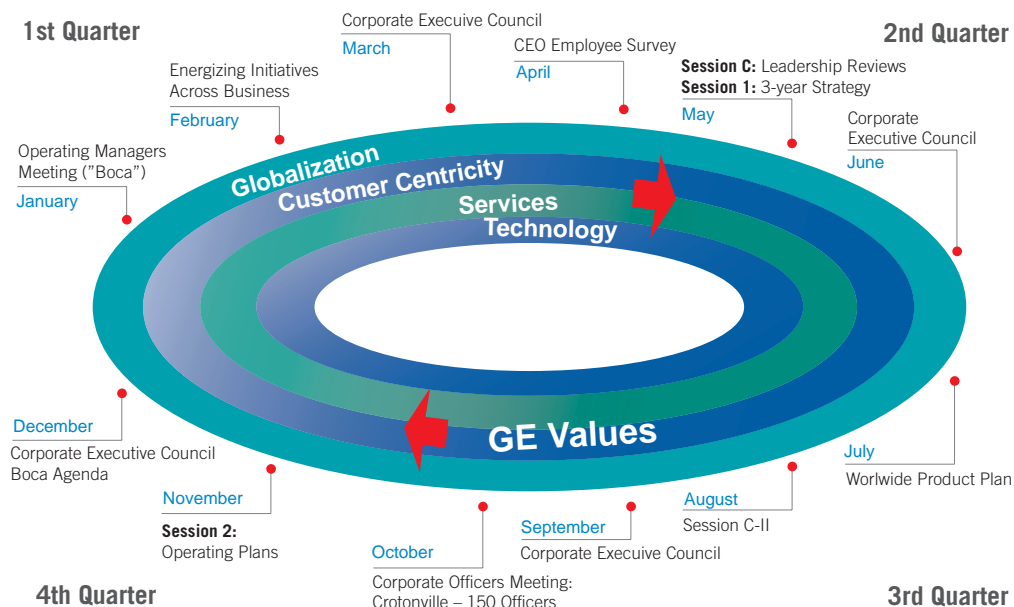 1st Quarter
Corporate Execuive Council
March
CEO Employee Survey
April
2nd Quarter
Energizing Initiatives
Across Business
February
Session C: Leadership Reviews
Session 1: 3-year Strategy
May
Corporate
Executive Council
June
Operating Managers
Meeting ("Boca")
January
Globalization
Customer Centricity
Services
Technology
GE Values
December
Corporate Executive Council
Boca Agenda
November
Session 2:
Operating Plans
October
Corporate Officers Meeting:
Crotonville – 150 Officers
September
Corporate Execuive Council
August
Session C-II
July
Worlwide Product Plan
4th Quarter
3rd Quarter